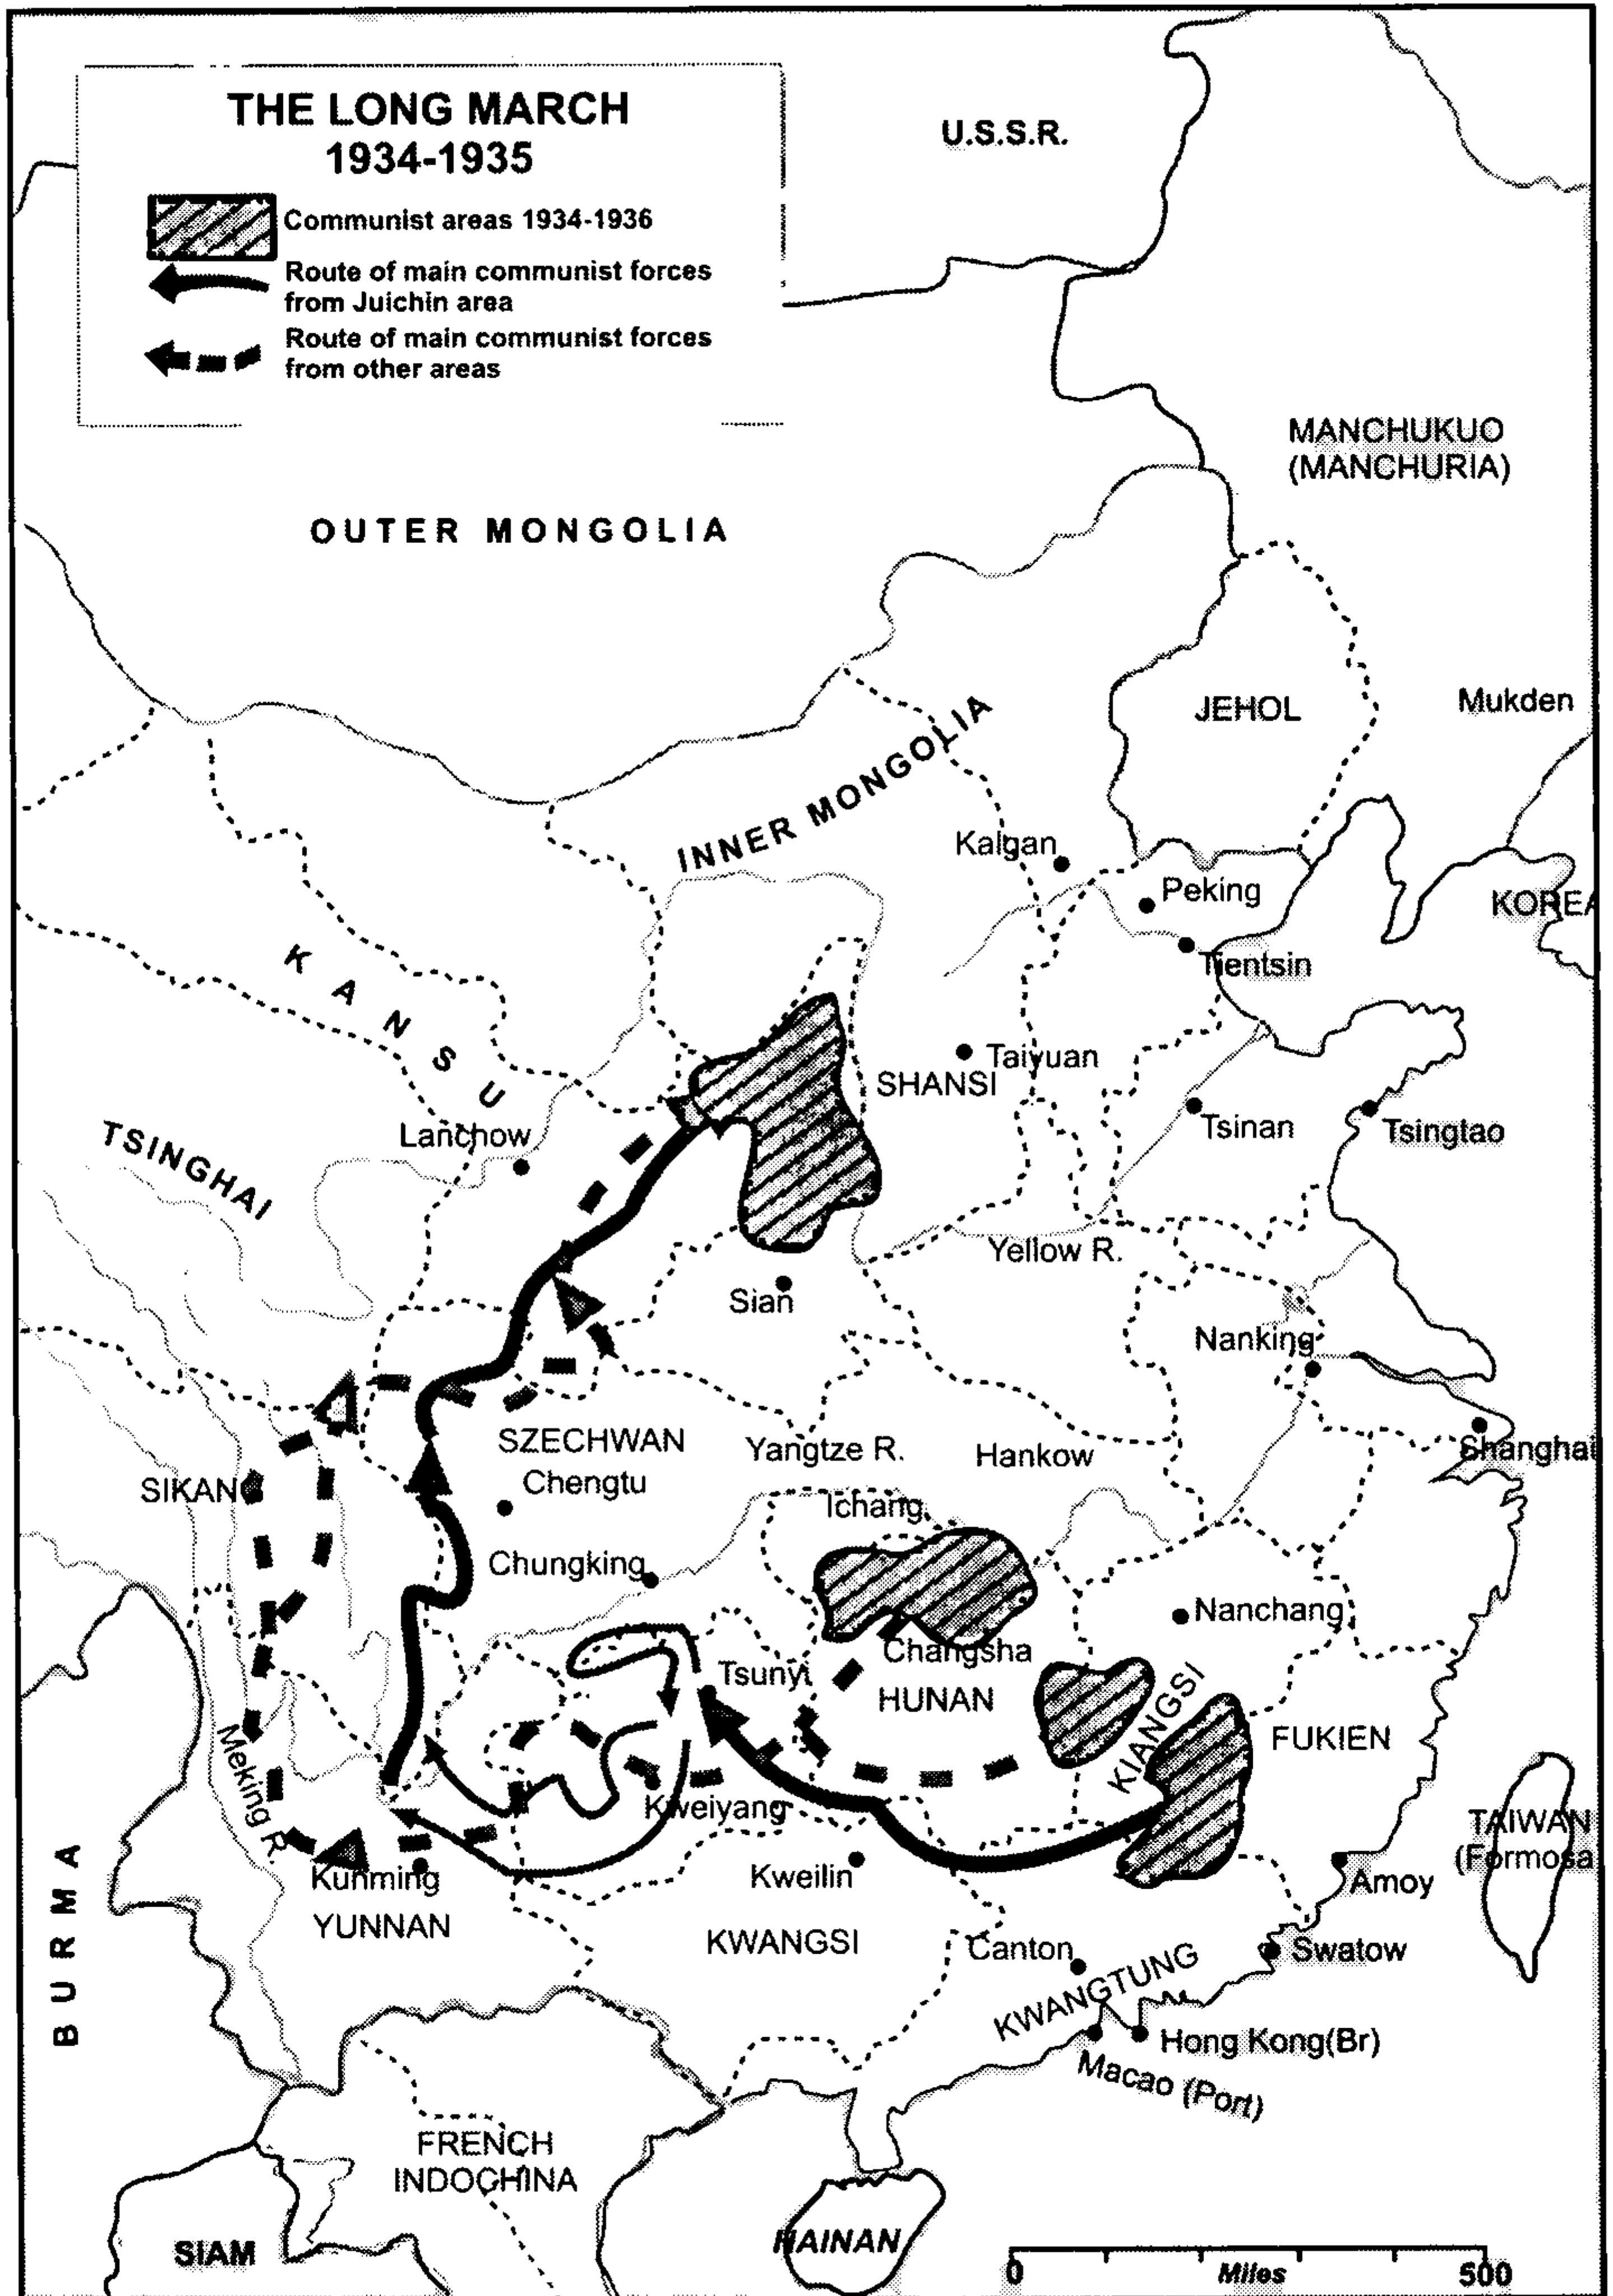 THE LONG MARCH
1934-1935
Communist areas 1934-1936
Route of main communist forces
from Juichin area
Route of main communist forces
from other areas
U.S.S.R.
MANCHUKUO
(MANCHURIA)
OUTER MONGOLIA
JEHOL
Mukden
INNER MONGOLIA
Kalgan
Peking
KOREA
Tientsin
KANSU
Taiyuan
SHANSI
Lanchow
Tsinan
Tsingtao
TSINGHAI
Yellow R.
Sian
Nanking
SZECHWAN
Yangtze R.
Hankow
Shanghai
Chengtu
SIKANG
Ichang
Chungking
Nanchang
Changsha
Tsunyi
HUNAN
KIANGSI
FUKIEN
Meking R.
Kweiyang
TAIWAN
(Formosa
Kunming
Kweilin
Amoy
YUNNAN
KWANGSI
Canton
Swatow
KWANGTUNG
BURMA
Hong Kong(Br)
Macao (Port)
FRENCH
INDOCHINA
SIAM
HAINAN
0 Miles 500